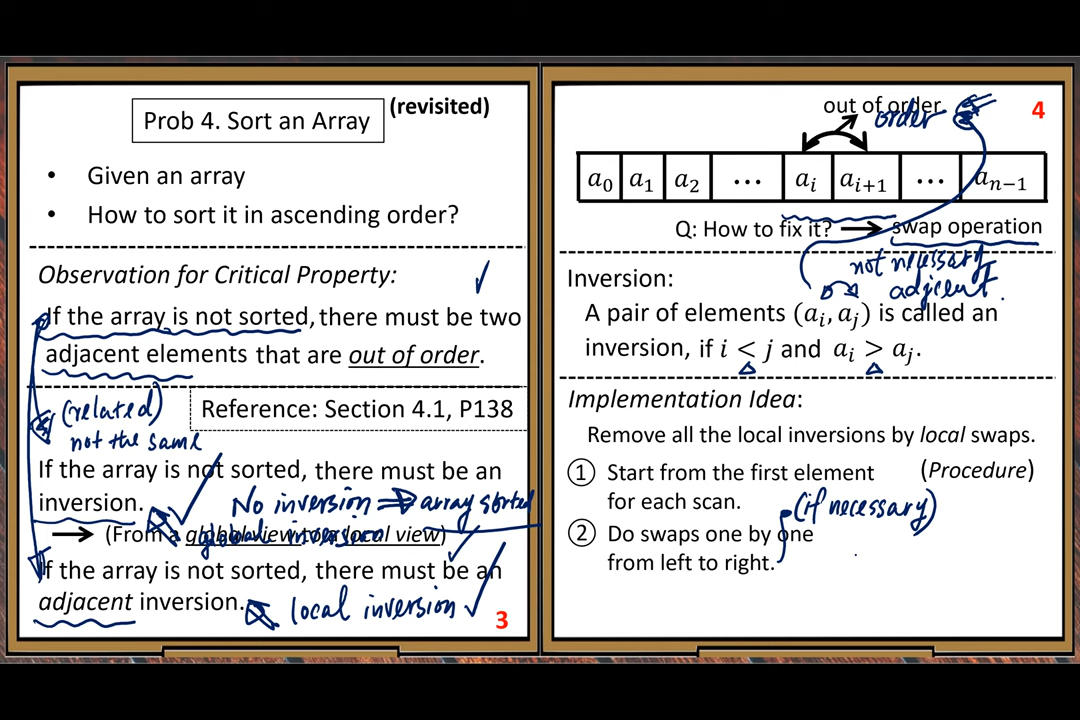 Prob 4. Sort an Array
(revisited)
• Given an array
• How to sort it in ascending order?
Observation for Critical Property:
If the array is not sorted, there must be two
adjacent elements that are out of order.
(related)
not the same
Reference: Section 4.1, P138
If the array is not sorted, there must be an
inversion.
No inversion ⇒ array sorted
global inversion
(From a global view to a local view)
If the array is not sorted, there must be an
adjacent inversion.
local inversion
3
out of order
order
4
a₀ a₁ a₂ ⋯ aᵢ aᵢ₊₁ ⋯ aₙ₋₁
Q: How to fix it? → swap operation
not necessary
adjcent
Inversion:
A pair of elements (aᵢ, aⱼ) is called an
inversion, if i < j and aᵢ > aⱼ.
Implementation Idea:
Remove all the local inversions by local swaps.
① Start from the first element
for each scan.
(Procedure)
(if necessary)
② Do swaps one by one
from left to right.